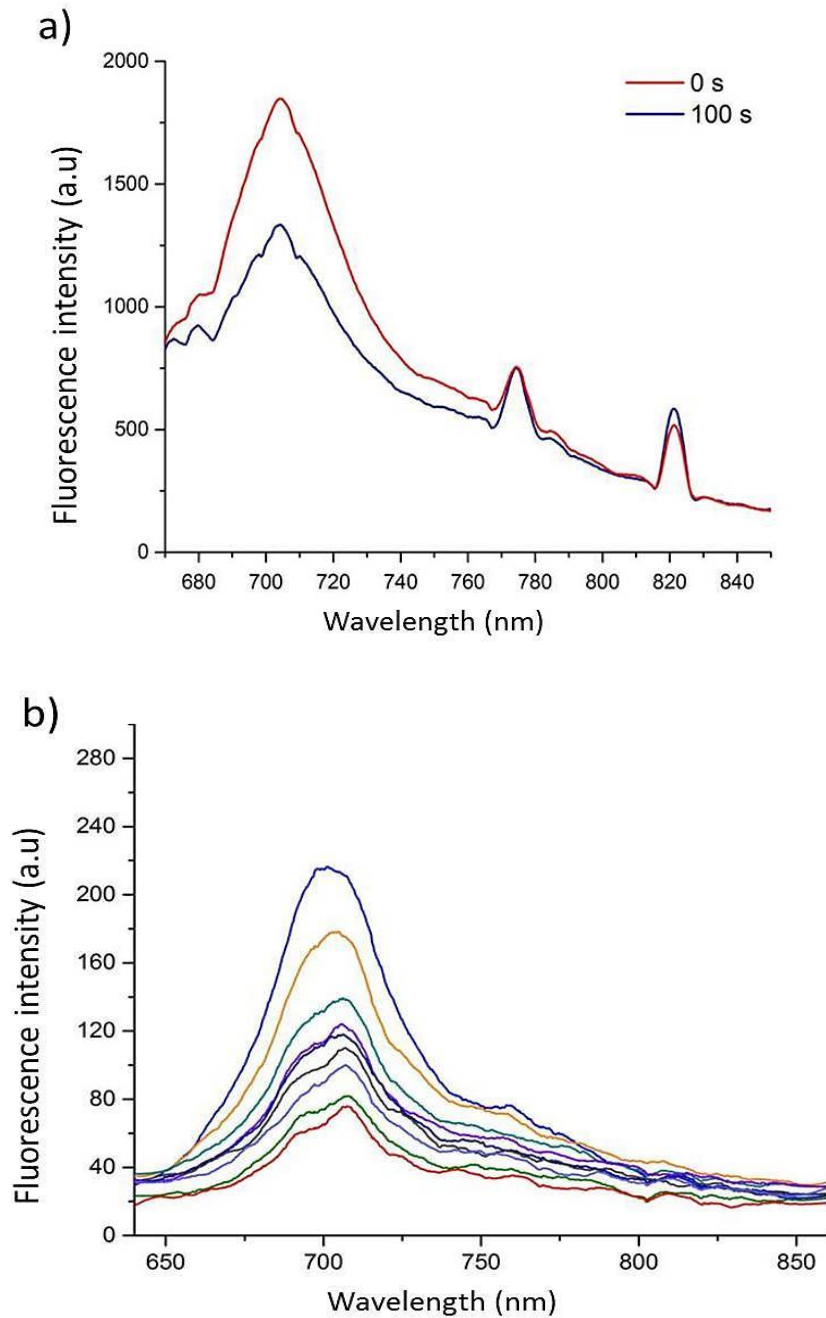 a)
2000
1500
1000
500
0
Fluorescence intensity (a.u)
0 s
100 s
680 700 720 740 760 780 800 820 840
Wavelength (nm)
b)
280
240
200
160
120
80
40
0
Fluorescence intensity (a.u)
650 700 750 800 850
Wavelength (nm)